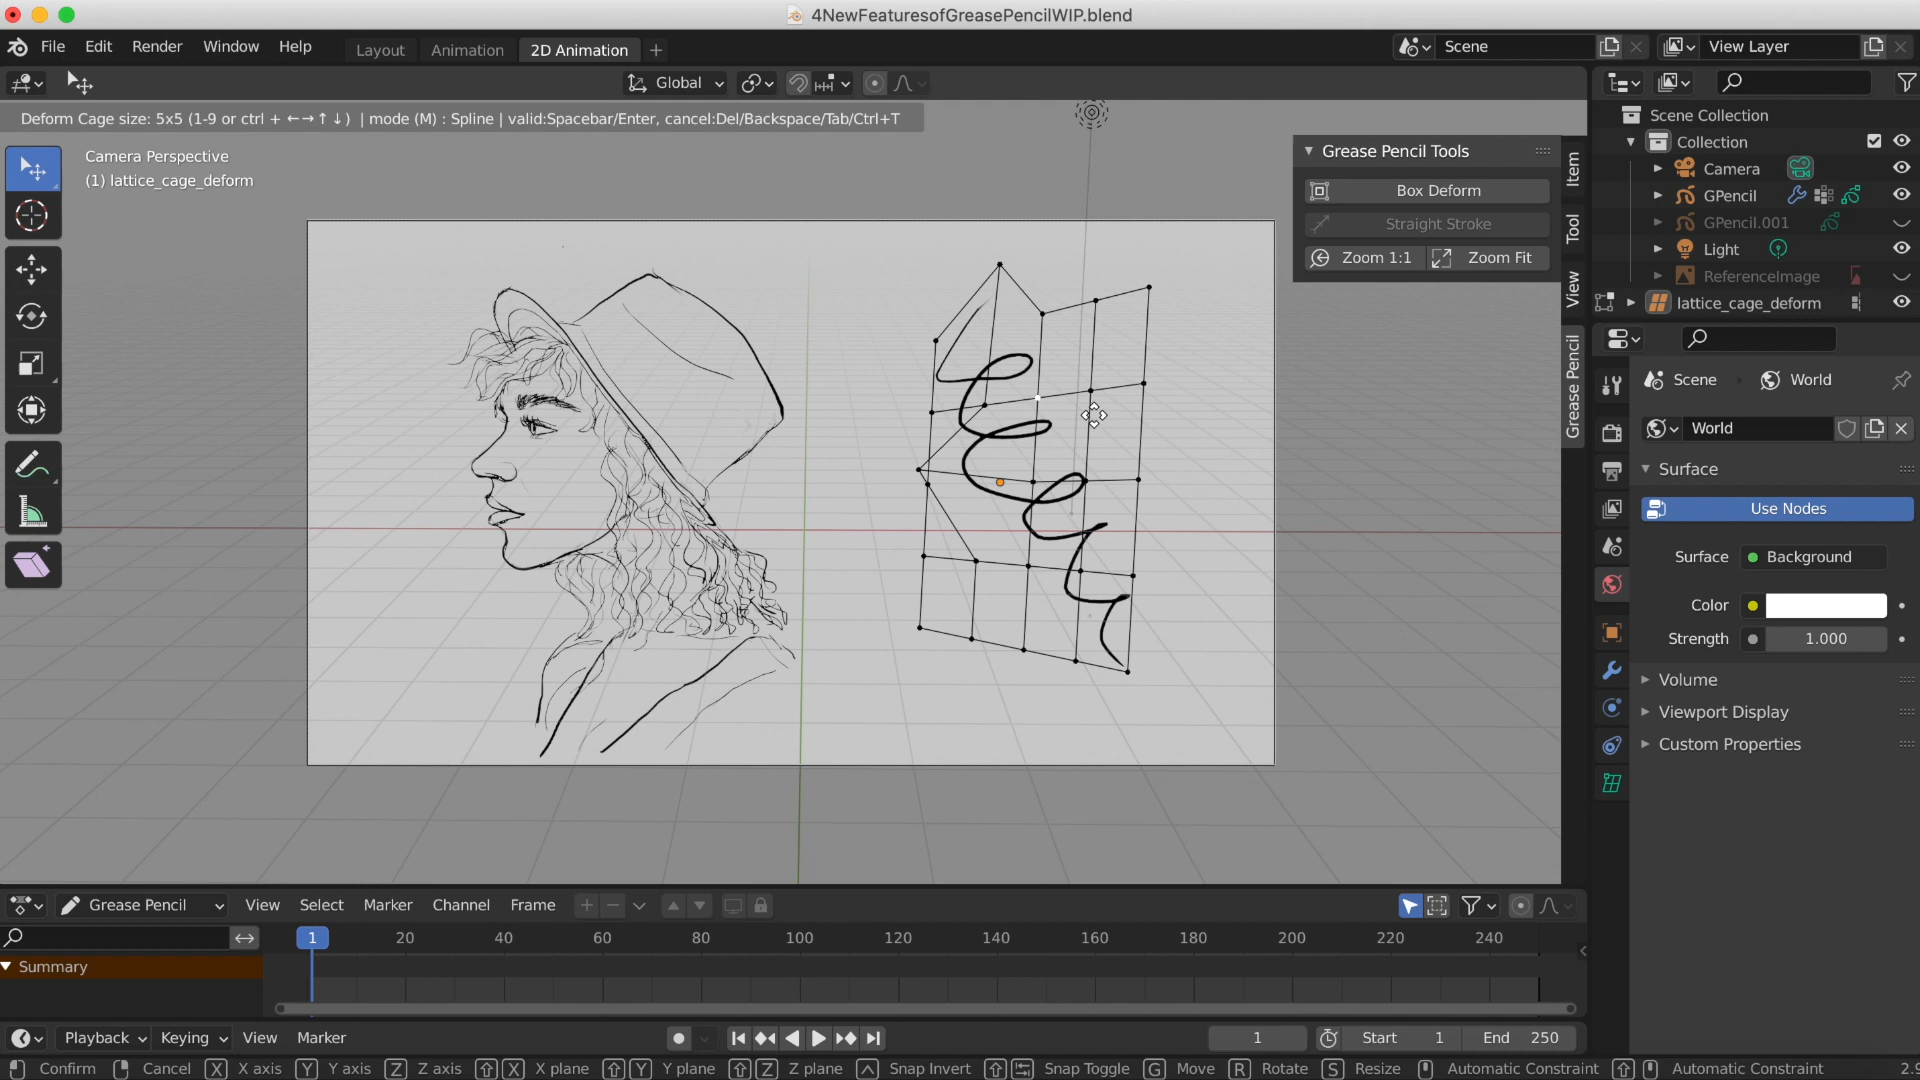 4NewFeaturesofGreasePencilWIP.blend
File Edit Render Window Help Layout Animation 2D Animation Scene View Layer
Global
Deform Cage size: 5x5 (1-9 or ctrl + ←→↑↓) | mode (M) : Spline | valid:Spacebar/Enter, cancel:Del/Backspace/Tab/Ctrl+T
Camera Perspective
(1) lattice_cage_deform
Grease Pencil Tools
Box Deform
Straight Stroke
Zoom 1:1 Zoom Fit
Item
Tool
View
Grease Pencil
Scene Collection
Collection
Camera
GPencil
GPencil.001
Light
ReferenceImage
lattice_cage_deform
Scene World
World
Surface
Use Nodes
Surface Background
Color
Strength 1.000
Volume
Viewport Display
Custom Properties
Grease Pencil View Select Marker Channel Frame
1 20 40 60 80 100 120 140 160 180 200 220 240
Summary
Playback Keying View Marker 1 Start 1 End 250
Confirm Cancel X X axis Y Y axis Z Z axis X X plane Y Y plane Z Z plane Snap Invert Snap Toggle G Move R Rotate S Resize Automatic Constraint Automatic Constraint